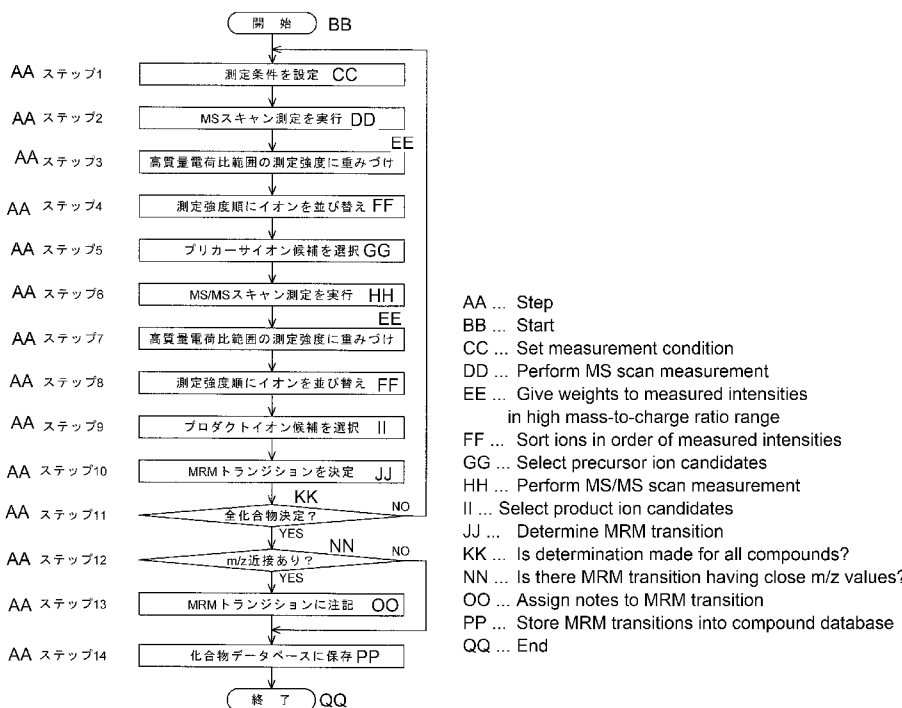 開 始 BB
AA ステップ1 測定条件を設定 CC
AA ステップ2 MSスキャン測定を実行 DD
EE
AA ステップ3 高質量電荷比範囲の測定強度に重みづけ
AA ステップ4 測定強度順にイオンを並び替え FF
AA ステップ5 プリカーサイオン候補を選択 GG
AA ステップ6 MS/MSスキャン測定を実行 HH
EE
AA ステップ7 高質量電荷比範囲の測定強度に重みづけ
AA ステップ8 測定強度順にイオンを並び替え FF
AA ステップ9 プロダクトイオン候補を選択 II
AA ステップ10 MRMトランジションを決定 JJ
KK
AA ステップ11 全化合物決定? NO
YES
NN
AA ステップ12 m/z近接あり? NO
YES
AA ステップ13 MRMトランジションに注記 OO
AA ステップ14 化合物データベースに保存 PP
終 了 QQ
AA ... Step
BB ... Start
CC ... Set measurement condition
DD ... Perform MS scan measurement
EE ... Give weights to measured intensities
in high mass-to-charge ratio range
FF ... Sort ions in order of measured intensities
GG ... Select precursor ion candidates
HH ... Perform MS/MS scan measurement
II ... Select product ion candidates
JJ ... Determine MRM transition
KK ... Is determination made for all compounds?
NN ... Is there MRM transition having close m/z values?
OO ... Assign notes to MRM transition
PP ... Store MRM transitions into compound database
QQ ... End